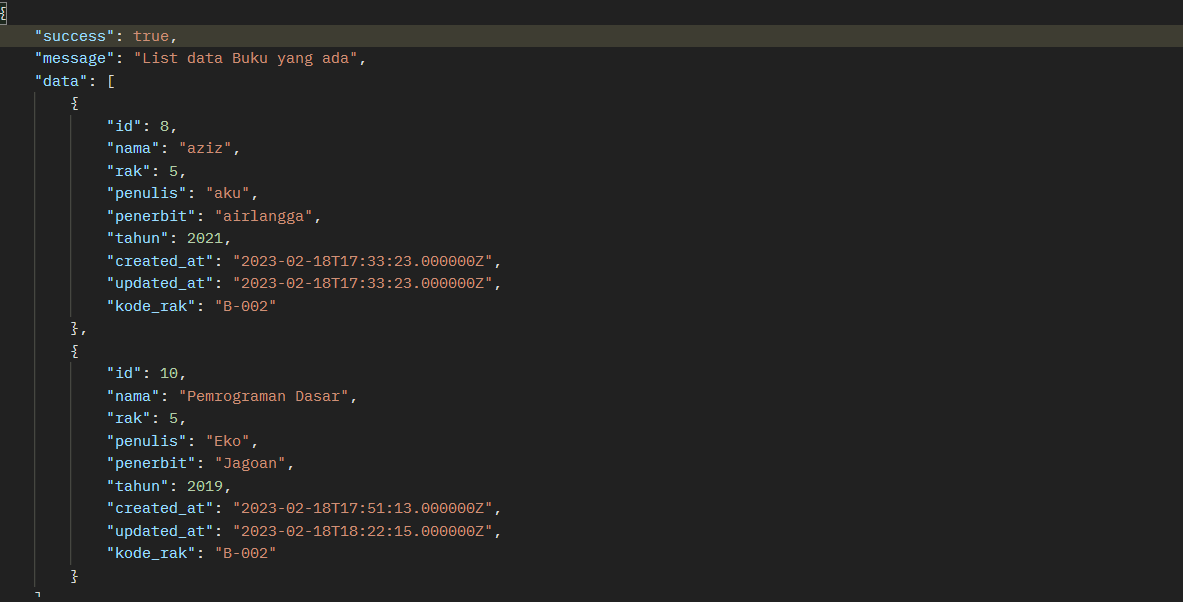 {
    "success": true,
    "message": "List data Buku yang ada",
    "data": [
        {
            "id": 8,
            "nama": "aziz",
            "rak": 5,
            "penulis": "aku",
            "penerbit": "airlangga",
            "tahun": 2021,
            "created_at": "2023-02-18T17:33:23.000000Z",
            "updated_at": "2023-02-18T17:33:23.000000Z",
            "kode_rak": "B-002"
        },
        {
            "id": 10,
            "nama": "Pemrograman Dasar",
            "rak": 5,
            "penulis": "Eko",
            "penerbit": "Jagoan",
            "tahun": 2019,
            "created_at": "2023-02-18T17:51:13.000000Z",
            "updated_at": "2023-02-18T18:22:15.000000Z",
            "kode_rak": "B-002"
        }
    ]